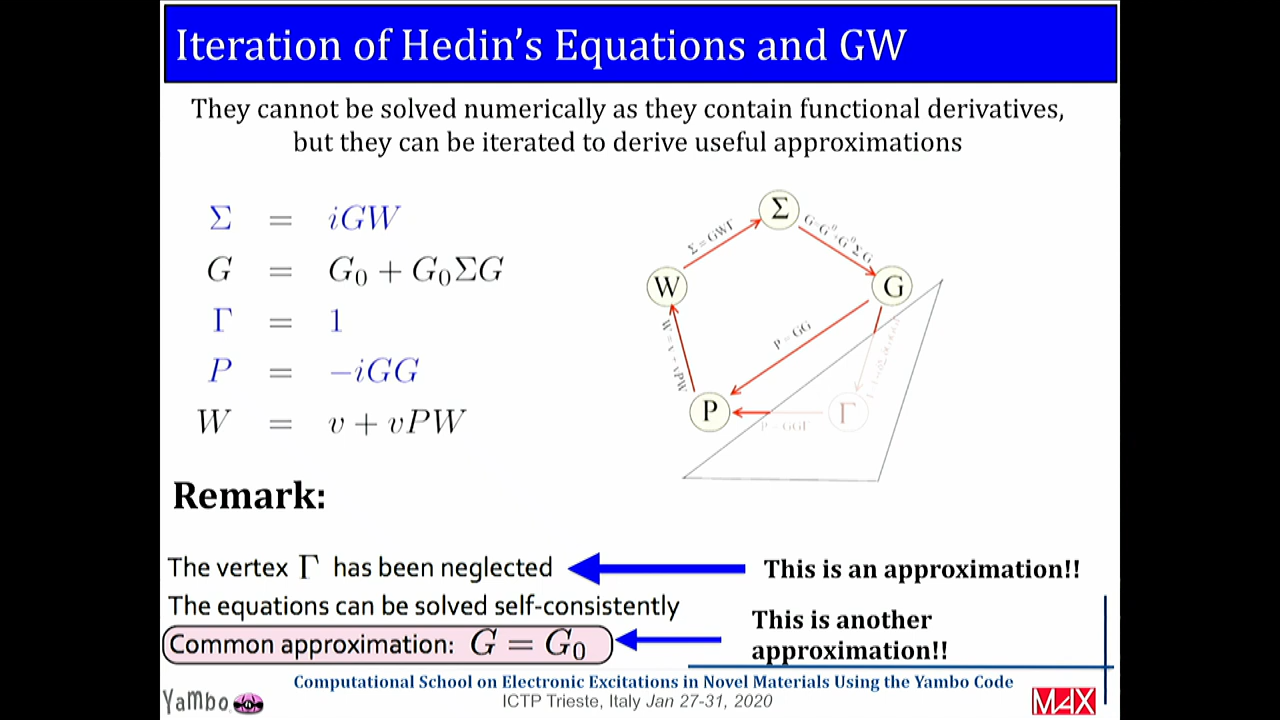 Iteration of Hedin's Equations and GW
They cannot be solved numerically as they contain functional derivatives,
but they can be iterated to derive useful approximations
Σ = iGW
G = G₀ + G₀ΣG
Γ = 1
P = −iGG
W = v + vPW
Σ
Σ = GWΓ
G=G⁰+G⁰ΣG
W
G
P = GG
W = v + vPW
P
Γ
P = GGΓ
Remark:
The vertex Γ has been neglected
This is an approximation!!
The equations can be solved self-consistently
Common approximation: G = G₀
This is another
approximation!!
Computational School on Electronic Excitations in Novel Materials Using the Yambo Code
ICTP Trieste, Italy Jan 27-31, 2020
Yambo
MAX